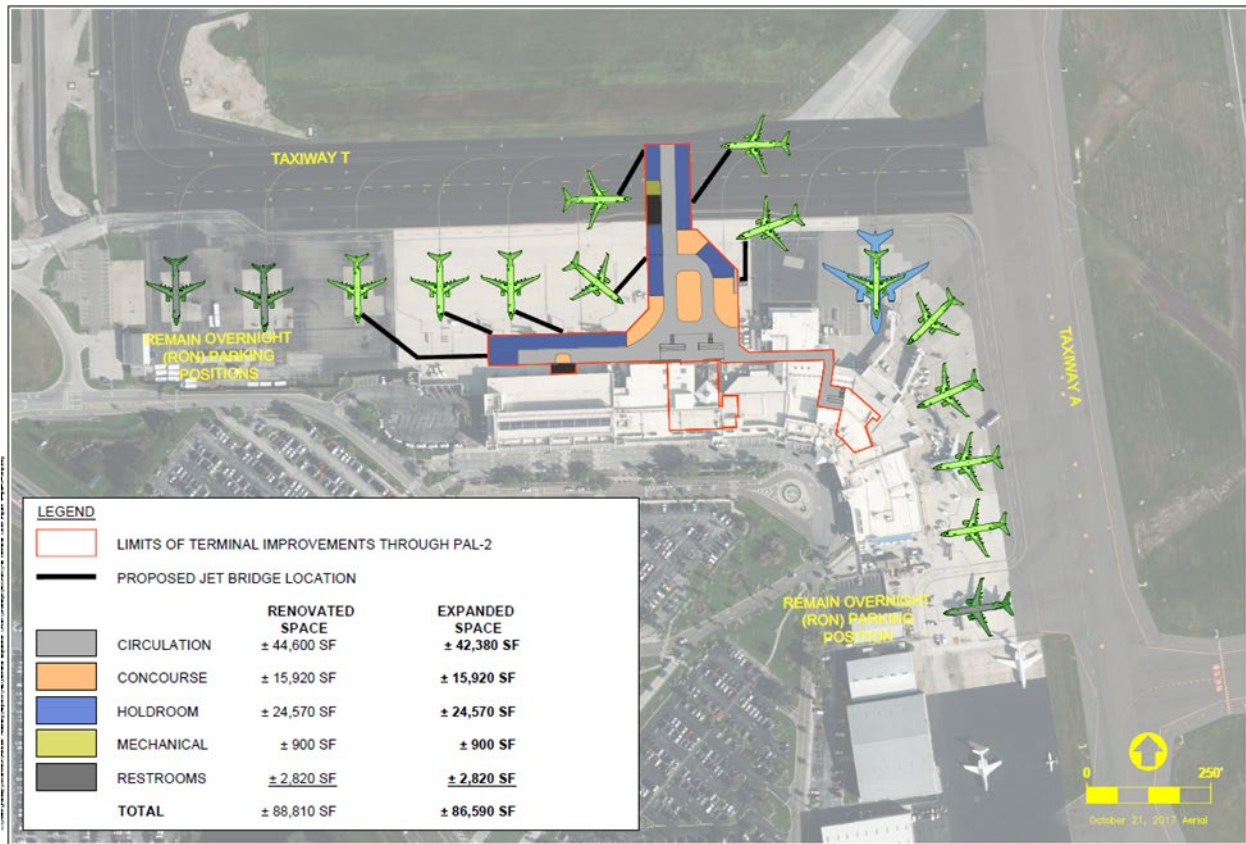 TAXIWAY T
REMAIN OVERNIGHT
(RON) PARKING
POSITIONS
TAXIWAY A
REMAIN OVERNIGHT
(RON) PARKING
POSITION
LEGEND
LIMITS OF TERMINAL IMPROVEMENTS THROUGH PAL-2
PROPOSED JET BRIDGE LOCATION
RENOVATED SPACE EXPANDED SPACE
CIRCULATION ± 44,600 SF ± 42,380 SF
CONCOURSE ± 15,920 SF ± 15,920 SF
HOLDROOM ± 24,570 SF ± 24,570 SF
MECHANICAL ± 900 SF ± 900 SF
RESTROOMS ± 2,820 SF ± 2,820 SF
TOTAL ± 88,810 SF ± 86,590 SF
0 250'
October 21, 2017 Aerial